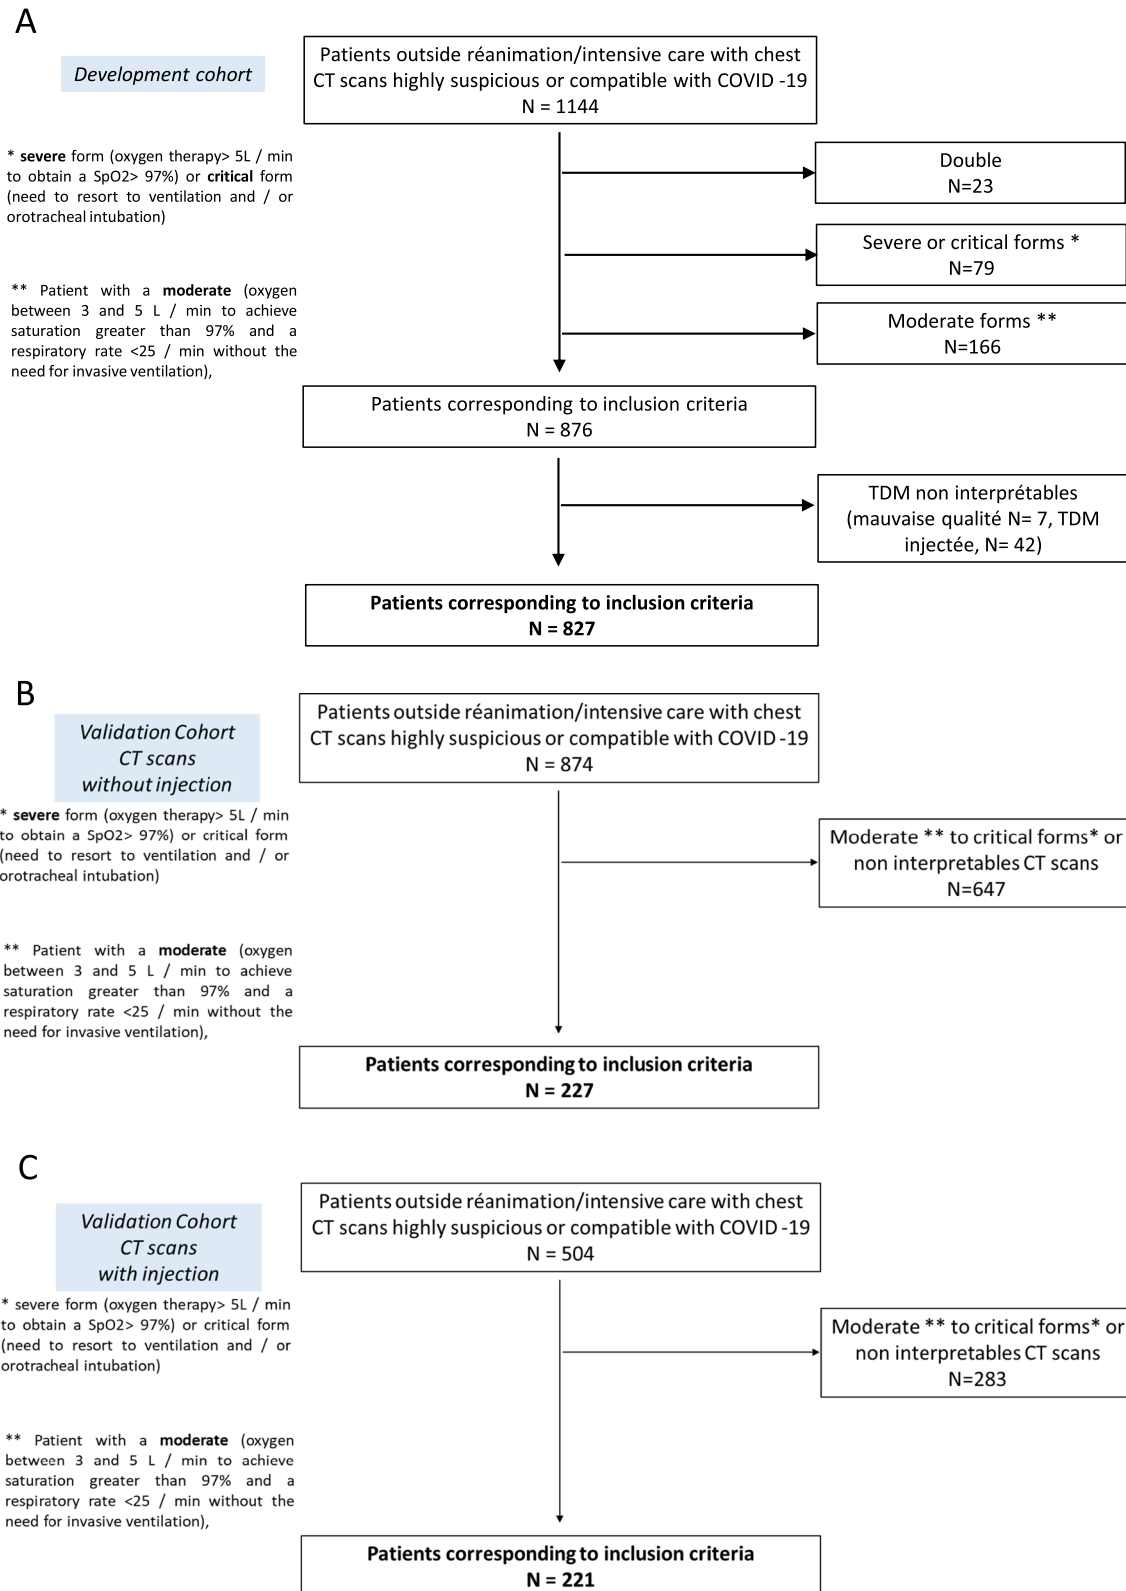 A
Development cohort
Patients outside réanimation/intensive care with chest
CT scans highly suspicious or compatible with COVID -19
N = 1144
* severe form (oxygen therapy> 5L / min
to obtain a SpO2> 97%) or critical form
(need to resort to ventilation and / or
orotracheal intubation)
Double
N=23
Severe or critical forms *
N=79
** Patient with a moderate (oxygen
between 3 and 5 L / min to achieve
saturation greater than 97% and a
respiratory rate <25 / min without the
need for invasive ventilation),
Moderate forms **
N=166
Patients corresponding to inclusion criteria
N = 876
TDM non interprétables
(mauvaise qualité N= 7, TDM
injectée, N= 42)
Patients corresponding to inclusion criteria
N = 827
B
Validation Cohort
CT scans
without injection
Patients outside réanimation/intensive care with chest
CT scans highly suspicious or compatible with COVID -19
N = 874
* severe form (oxygen therapy> 5L / min
to obtain a SpO2> 97%) or critical form
(need to resort to ventilation and / or
orotracheal intubation)
Moderate ** to critical forms* or
non interpretables CT scans
N=647
** Patient with a moderate (oxygen
between 3 and 5 L / min to achieve
saturation greater than 97% and a
respiratory rate <25 / min without the
need for invasive ventilation),
Patients corresponding to inclusion criteria
N = 227
C
Validation Cohort
CT scans
with injection
Patients outside réanimation/intensive care with chest
CT scans highly suspicious or compatible with COVID -19
N = 504
* severe form (oxygen therapy> 5L / min
to obtain a SpO2> 97%) or critical form
(need to resort to ventilation and / or
orotracheal intubation)
Moderate ** to critical forms* or
non interpretables CT scans
N=283
** Patient with a moderate (oxygen
between 3 and 5 L / min to achieve
saturation greater than 97% and a
respiratory rate <25 / min without the
need for invasive ventilation),
Patients corresponding to inclusion criteria
N = 221